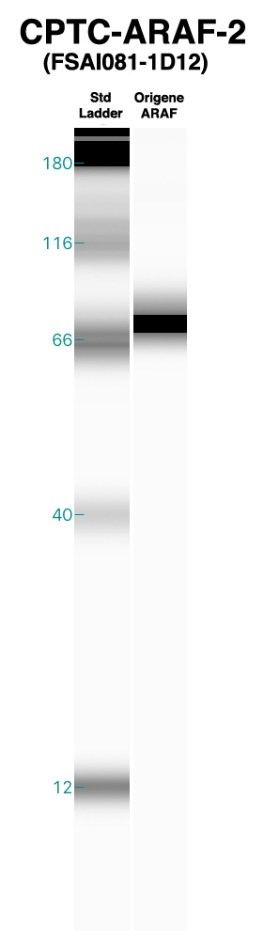 CPTC-ARAF-2
(FSAI081-1D12)
Std Ladder
Origene ARAF
180
116
66
40
12